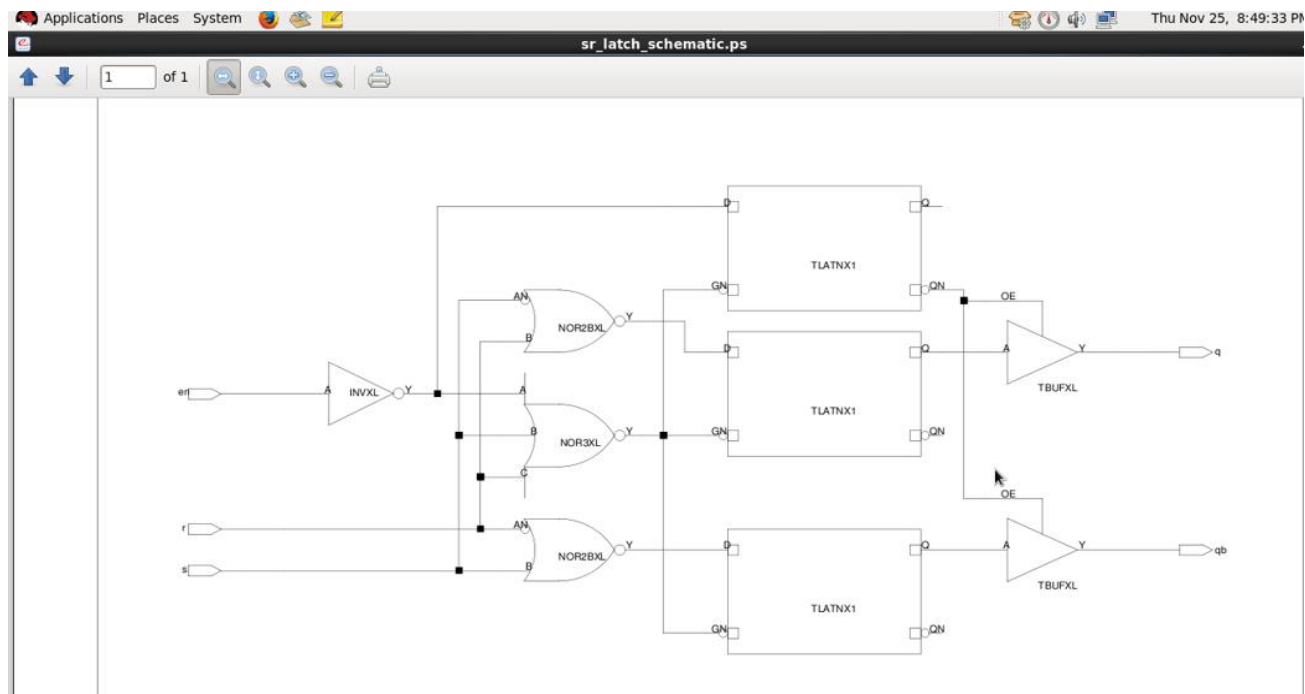 Applications Places System Thu Nov 25, 8:49:33 PM
sr_latch_schematic.ps
1 of 1
D Q
TLATNX1
GN QN
OE
AN
NOR2BXL Y
B
D Q A Y q
TBUFXL
en A INVXL Y A
TLATNX1
B NOR3XL Y GN QN
C
OE
r AN
NOR2BXL Y D Q A Y qb
s B
TBUFXL
TLATNX1
GN QN